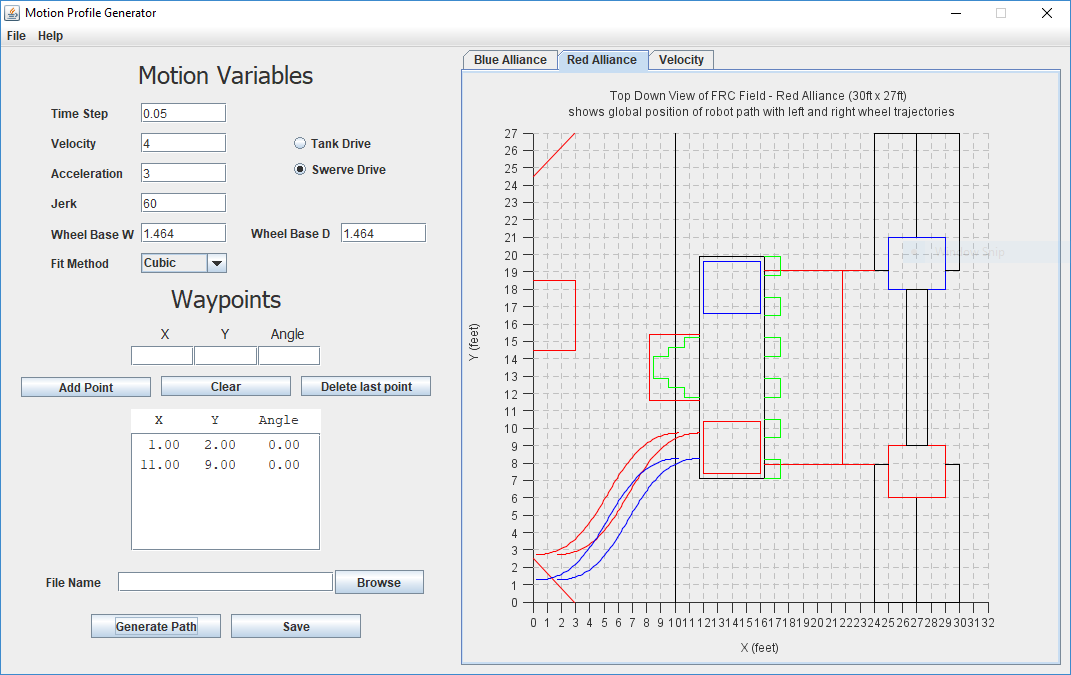 Motion Profile Generator
File Help
Motion Variables
Time Step 0.05
Velocity 4
Acceleration 3
Jerk 60
Wheel Base W 1.464 Wheel Base D 1.464
Fit Method Cubic
Tank Drive
Swerve Drive
Waypoints
X Y Angle
Add Point Clear Delete last point
X Y Angle
1.00 2.00 0.00
11.00 9.00 0.00
File Name Browse
Generate Path Save
Blue Alliance Red Alliance Velocity
Top Down View of FRC Field - Red Alliance (30ft x 27ft)
shows global position of robot path with left and right wheel trajectories
27
26
25
24
23
22
21
20
19
18
17
16
15
14
13
12
11
10
9
8
7
6
5
4
3
2
1
0
Y (feet)
0 1 2 3 4 5 6 7 8 9 10 11 12 13 14 15 16 17 18 19 20 21 22 23 24 25 26 27 28 29 30 31 32
X (feet)